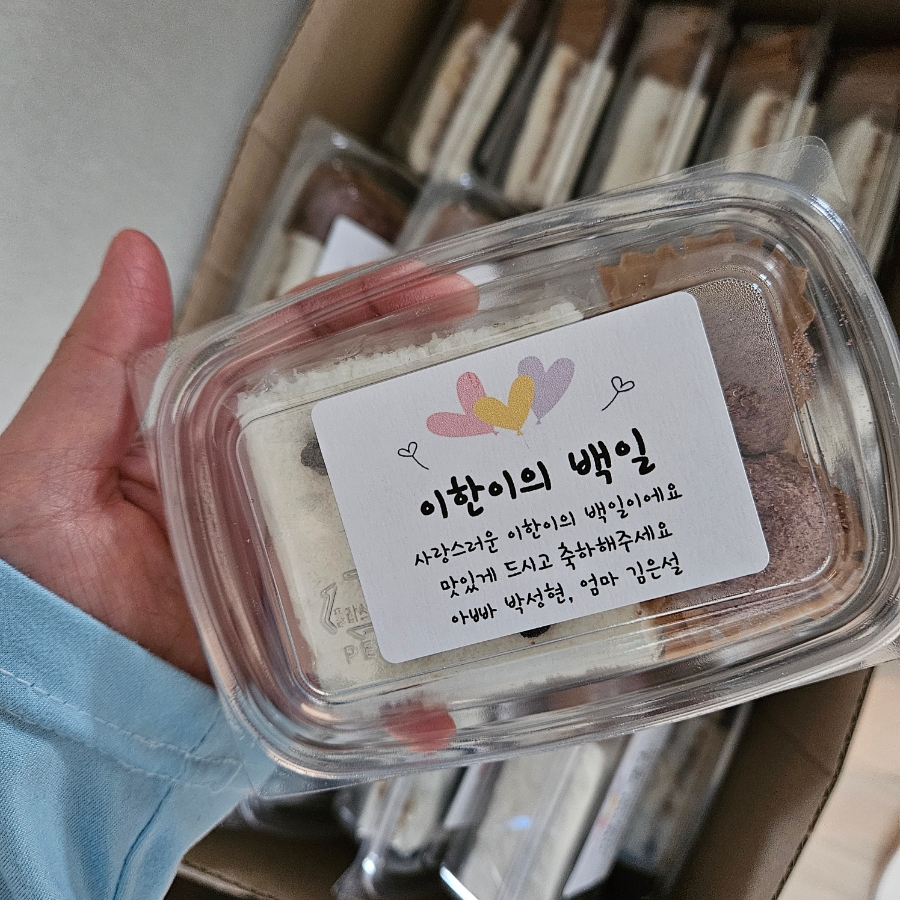 이한이의 백일
사랑스러운 이한이의 백일이에요
맛있게 드시고 축하해주세요
아빠 박성현, 엄마 김은설